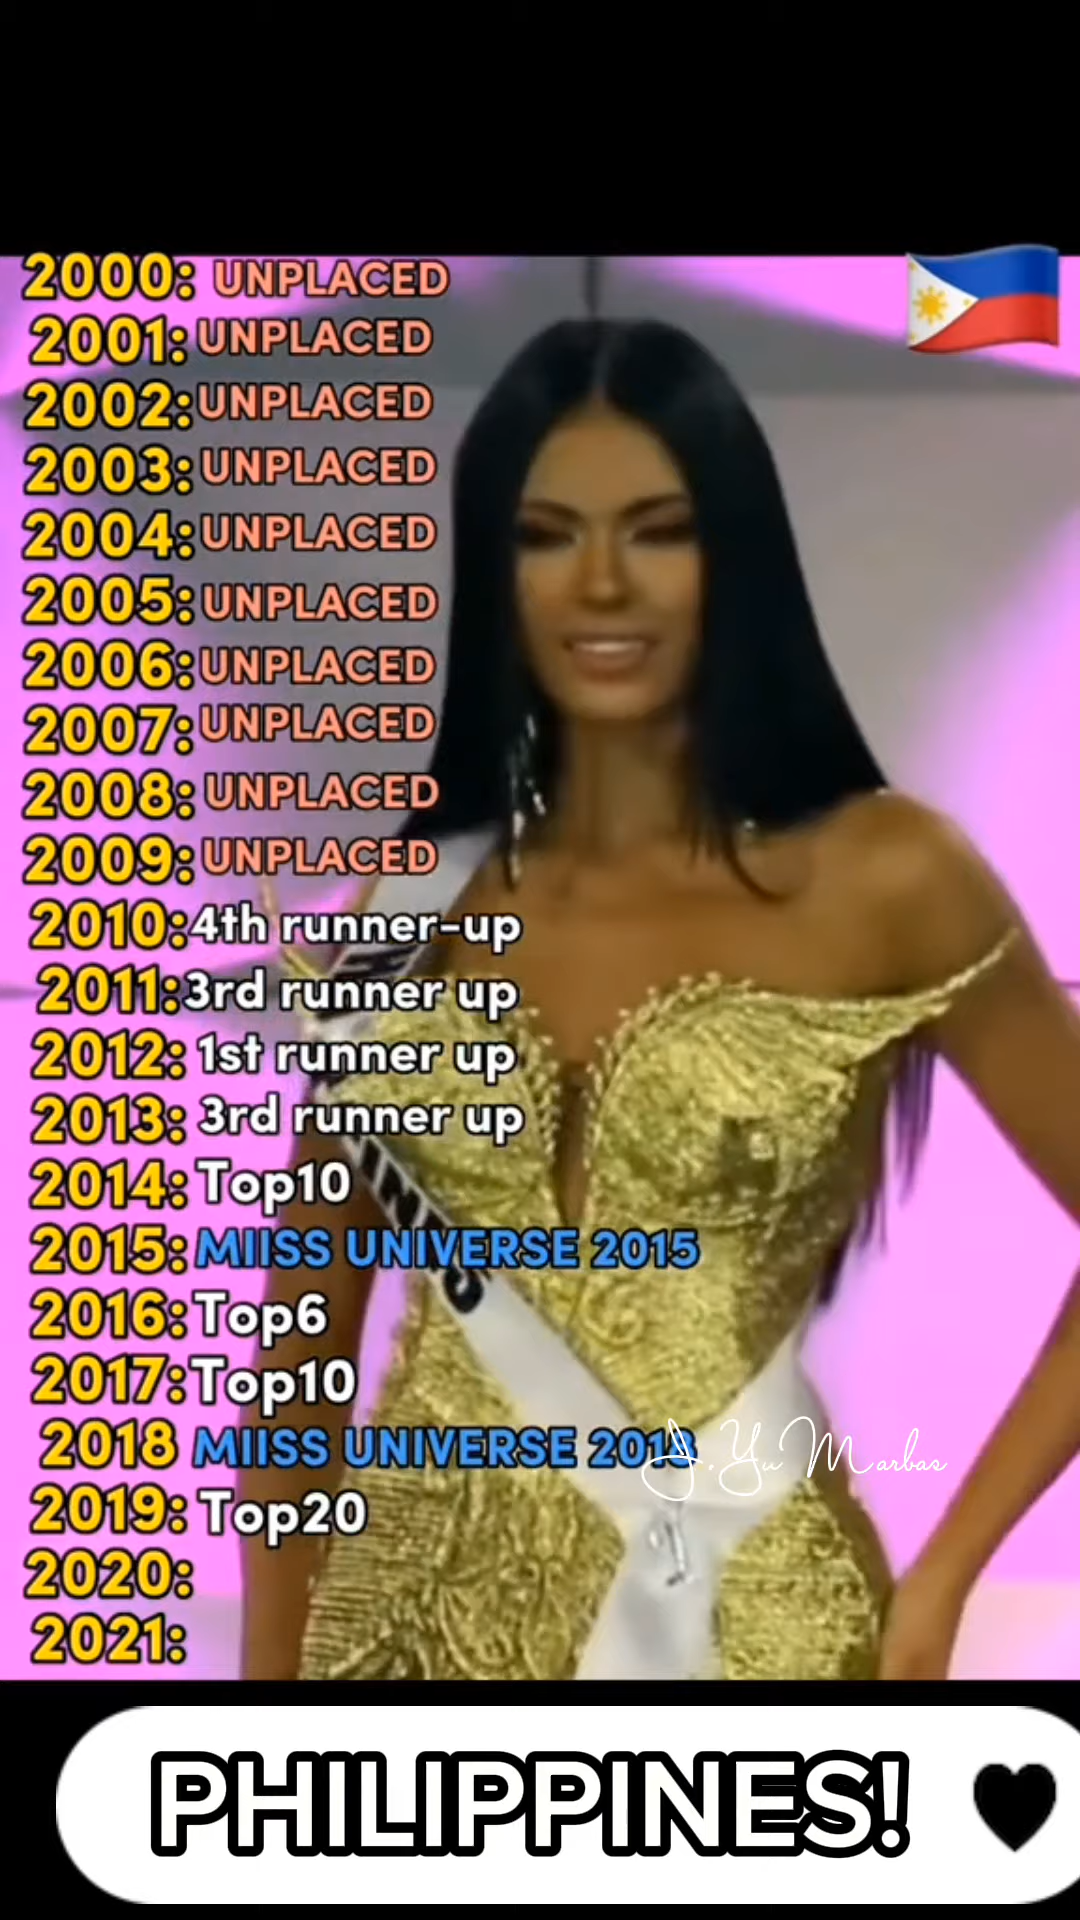 2000: UNPLACED
2001: UNPLACED
2002: UNPLACED
2003: UNPLACED
2004: UNPLACED
2005: UNPLACED
2006: UNPLACED
2007: UNPLACED
2008: UNPLACED
2009: UNPLACED
2010: 4th runner-up
2011: 3rd runner up
2012: 1st runner up
2013: 3rd runner up
2014: Top10
2015: MIISS UNIVERSE 2015
2016: Top6
2017: Top10
2018 MIISS UNIVERSE 2018
J.Yu Marbas
2019: Top20
2020:
2021:
PHILIPPINES!